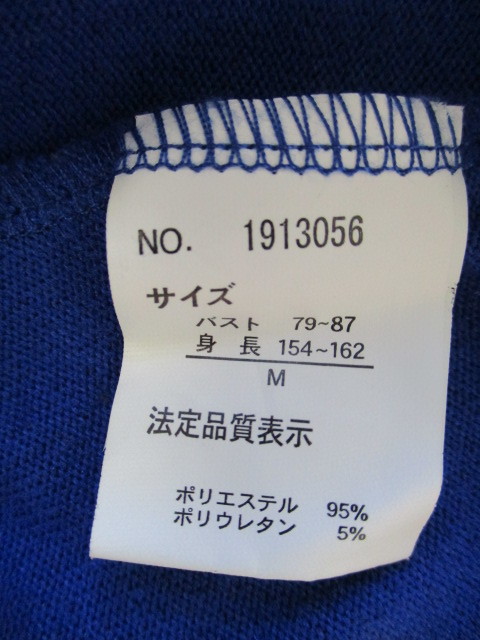 NO. 1913056
サイズ
バスト 79~87
身長 154~162
M
法定品質表示
ポリエステル 95%
ポリウレタン 5%